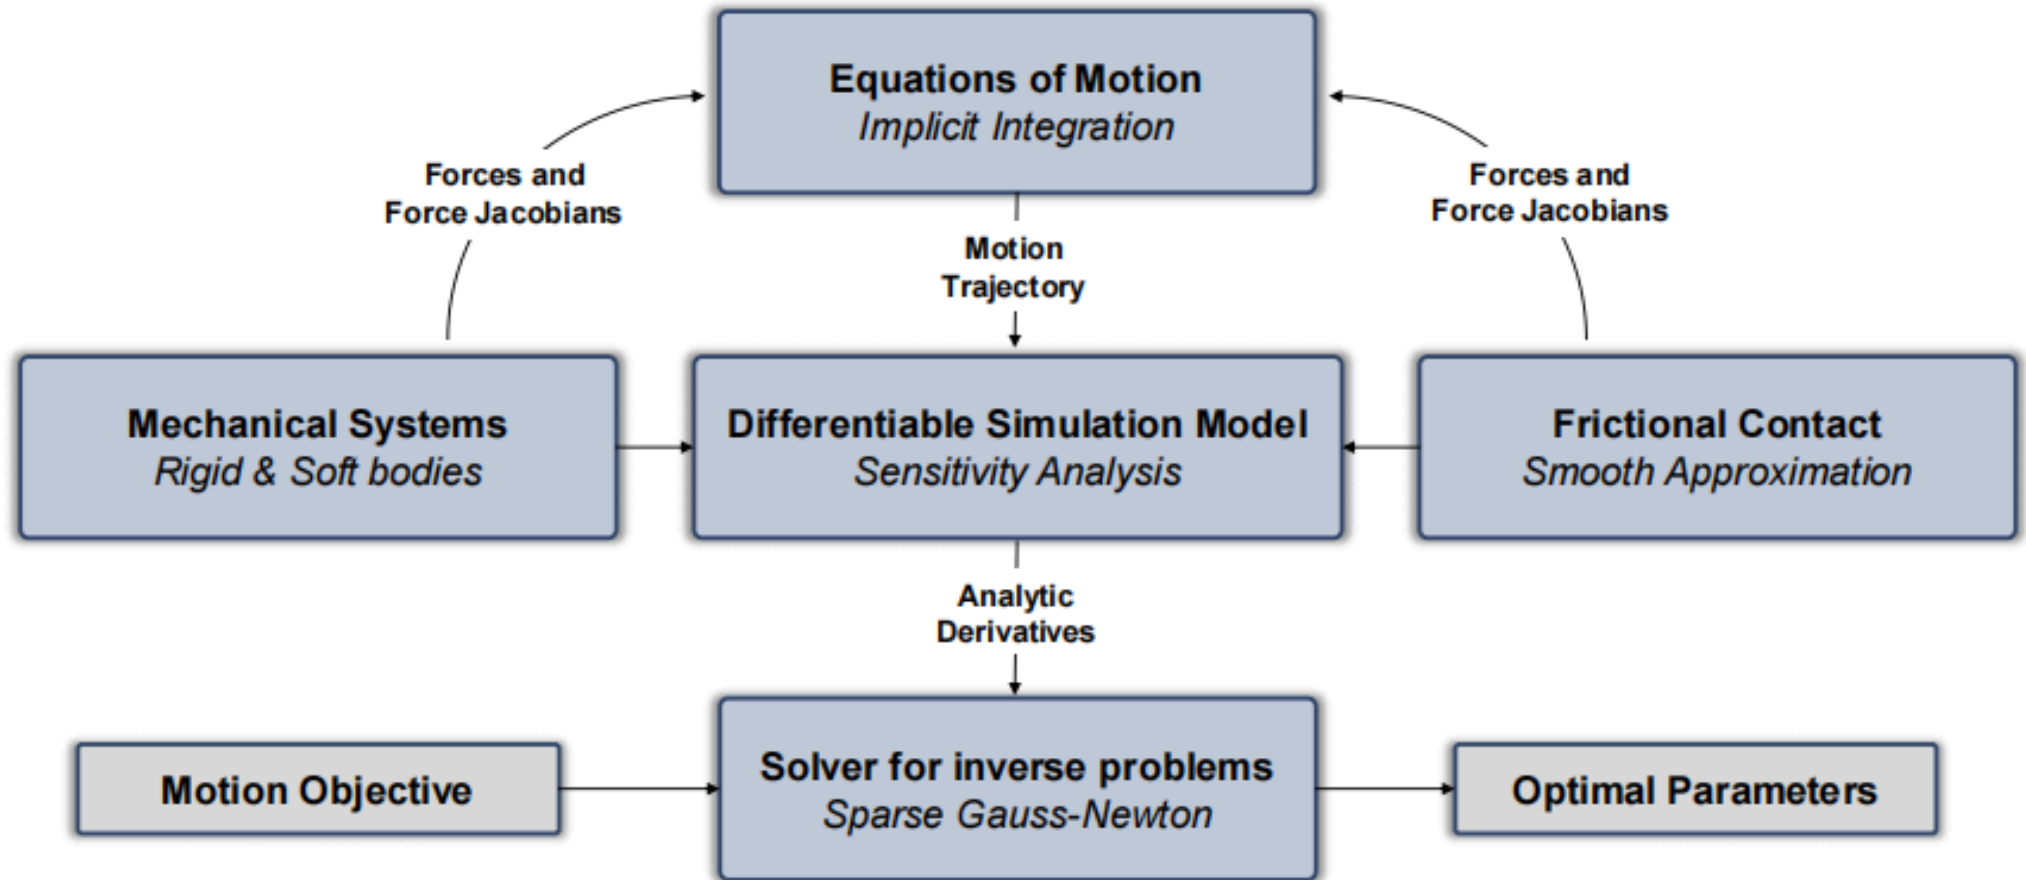 Equations of Motion
Implicit Integration
Forces and
Force Jacobians
Forces and
Force Jacobians
Motion
Trajectory
Mechanical Systems
Rigid & Soft bodies
Differentiable Simulation Model
Sensitivity Analysis
Frictional Contact
Smooth Approximation
Analytic
Derivatives
Motion Objective
Solver for inverse problems
Sparse Gauss-Newton
Optimal Parameters